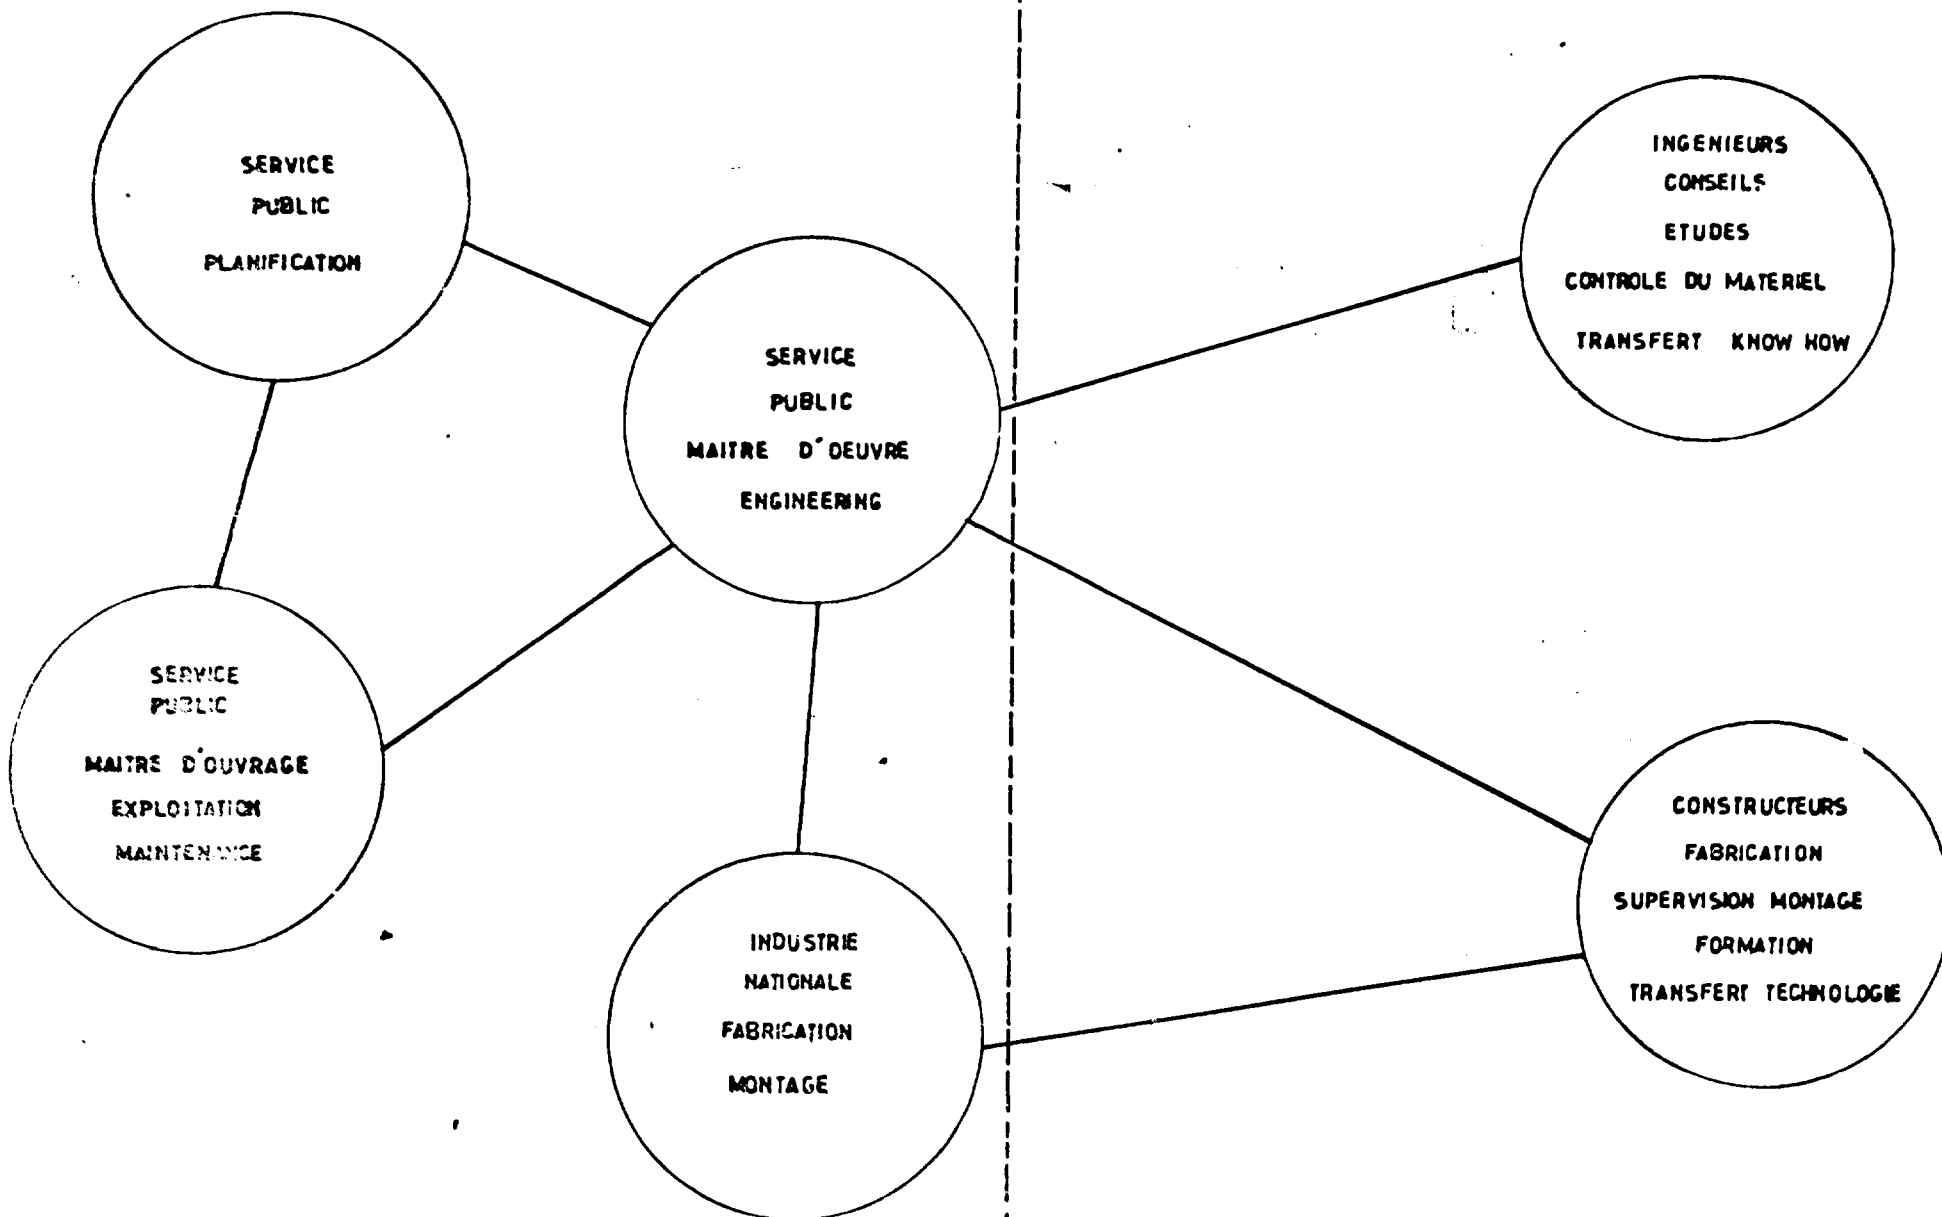 SERVICE
PUBLIC
PLANIFICATION
SERVICE
PUBLIC
MAITRE D'OEUVRE
ENGINEERING
INGENIEURS
CONSEILS
ETUDES
CONTROLE DU MATERIEL
TRANSFERT KNOW HOW
SERVICE
PUBLIC
MAITRE D'OUVRAGE
EXPLOITATION
MAINTENANCE
INDUSTRIE
NATIONALE
FABRICATION
MONTAGE
CONSTRUCTEURS
FABRICATION
SUPERVISION MONTAGE
FORMATION
TRANSFERT TECHNOLOGIE